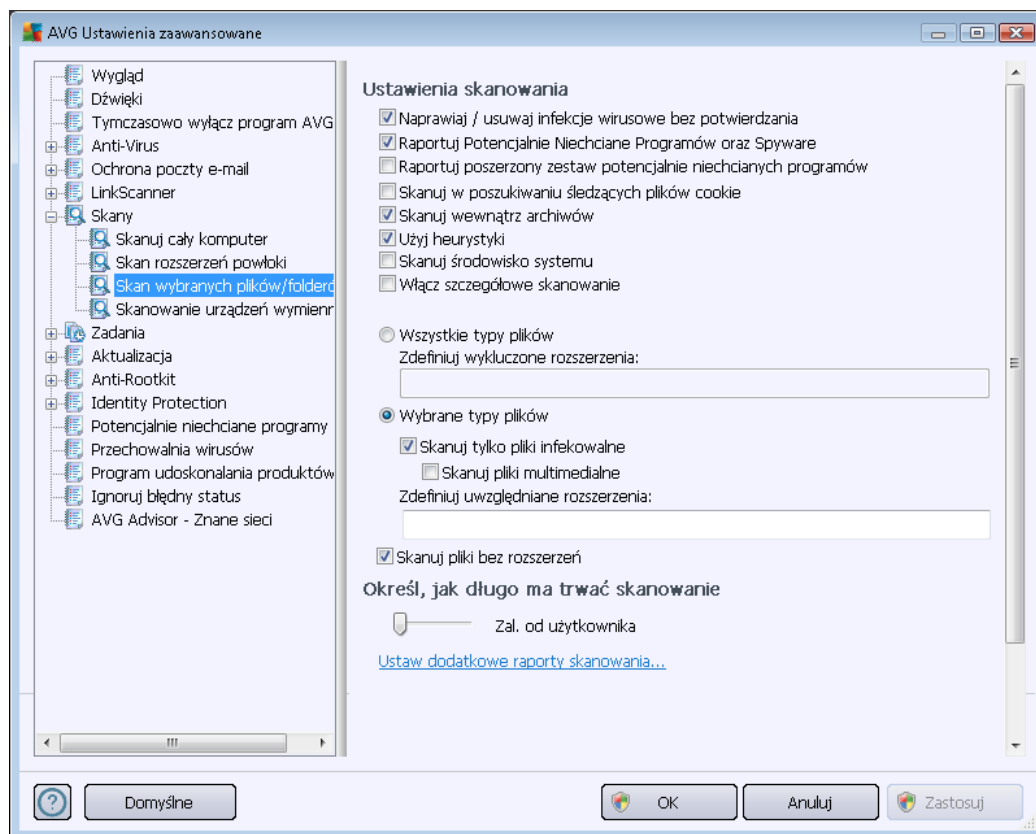 AVG Ustawienia zaawansowane
Wygląd
Dźwięki
Tymczasowo wyłącz program AVG
Anti-Virus
Ochrona poczty e-mail
LinkScanner
Skany
Skanuj cały komputer
Skan rozszerzeń powłoki
Skan wybranych plików/folderó
Skanowanie urządzeń wymienr
Zadania
Aktualizacja
Anti-Rootkit
Identity Protection
Potencjalnie niechciane programy
Przechowalnia wirusów
Program udoskonalania produktów
Ignoruj błędny status
AVG Advisor - Znane sieci
Ustawienia skanowania
Naprawiaj / usuwaj infekcje wirusowe bez potwierdzania
Raportuj Potencjalnie Niechciane Programów oraz Spyware
Raportuj poszerzony zestaw potencjalnie niechcianych programów
Skanuj w poszukiwaniu śledzących plików cookie
Skanuj wewnątrz archiwów
Użyj heurystyki
Skanuj środowisko systemu
Włącz szczegółowe skanowanie
Wszystkie typy plików
Zdefiniuj wykluczone rozszerzenia:
Wybrane typy plików
Skanuj tylko pliki infekowalne
Skanuj pliki multimedialne
Zdefiniuj uwzględniane rozszerzenia:
Skanuj pliki bez rozszerzeń
Określ, jak długo ma trwać skanowanie
Zal. od użytkownika
Ustaw dodatkowe raporty skanowania...
Domyślne
OK
Anuluj
Zastosuj